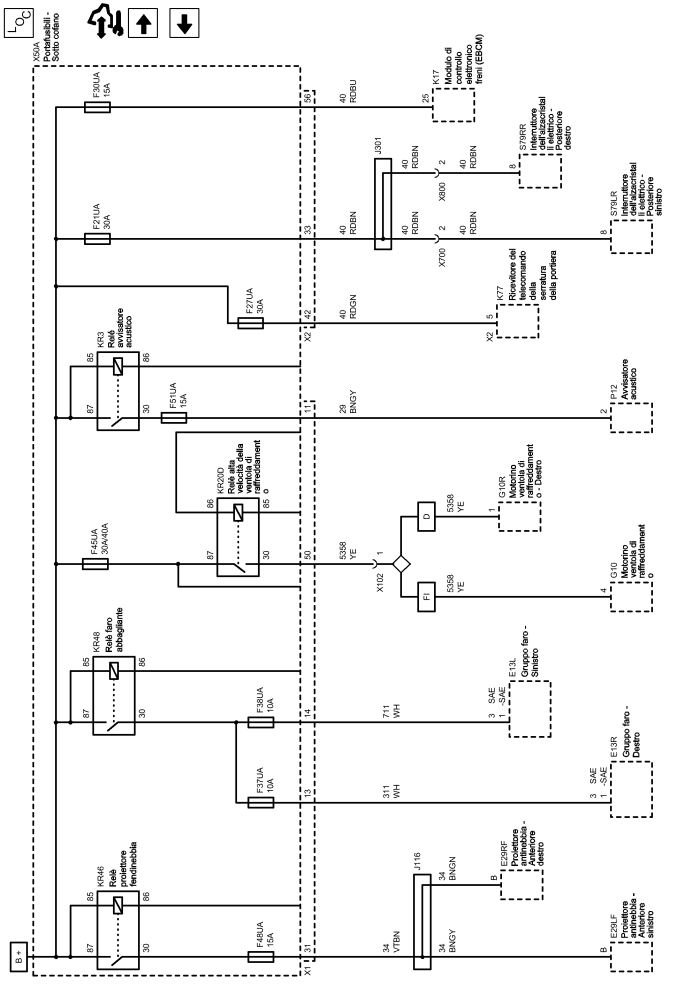 LOC
X50A
Portafusibili -
Sotto cofano
B +
F30UA
15A
56
40
RDBU
25
K17
Modulo di
controllo
elettronico
freni (EBCM)
J301
40
RDBN
2
X800
40
RDBN
8
S79RR
Interruttore
dell'alzacristal
li elettrico -
Posteriore
destro
F21UA
30A
33
40
RDBN
40
RDBN
2
X700
40
RDBN
8
S79LR
Interruttore
dell'alzacristal
li elettrico -
Posteriore
sinistro
F27UA
30A
42
X2
40
RDGN
5
X2
K77
Ricevitore del
telecomando
della
serratura
della portiera
KR3
Relè
avvisatore
acustico
85
86
87
30
F51UA
15A
11
29
BNGY
2
P12
Avvisatore
acustico
KR20D
Relè alta
velocità della
ventola di
raffreddament
o
86
85
87
30
F45UA
30A/40A
50
5358
YE
1
X102
D
5358
YE
1
G10R
Motorino
ventola di
raffreddament
o - Destro
FI
5358
YE
4
G10
Motorino
ventola di
raffreddament
o
KR48
Relè faro
abbagliante
85
86
87
30
F38UA
10A
14
711
WH
3 SAE
1 -SAE
E13L
Gruppo faro -
Sinistro
F37UA
10A
13
311
WH
3 SAE
1 -SAE
E13R
Gruppo faro -
Destro
KR46
Relè
proiettore
fendinebbia
85
86
87
30
F48UA
15A
31
X1
34
VTBN
J116
34
BNGN
B
E29RF
Proiettore
antinebbia -
Anteriore
destro
34
BNGY
B
E29LF
Proiettore
antinebbia -
Anteriore
sinistro